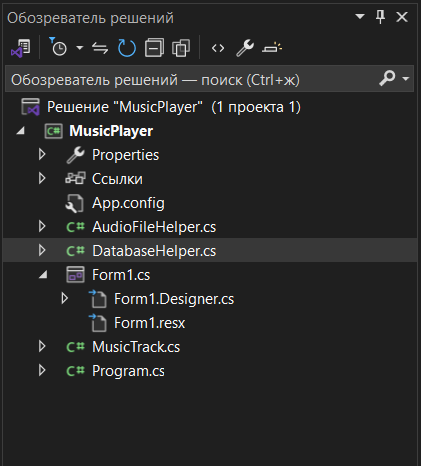 Обозреватель решений
Обозреватель решений — поиск (Ctrl+ж)
Решение "MusicPlayer" (1 проекта 1)
C# MusicPlayer
Properties
Ссылки
App.config
C# AudioFileHelper.cs
C# DatabaseHelper.cs
Form1.cs
Form1.Designer.cs
Form1.resx
C# MusicTrack.cs
C# Program.cs